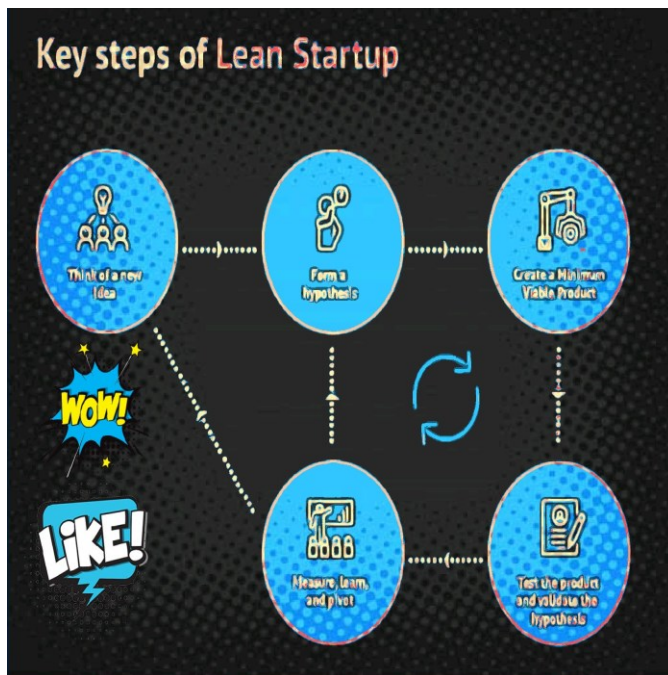 Key steps of Lean Startup
Think of a new
Idea
Form a
hypothesis
Create a Minimum
Viable Product
WOW!
LiKE!
Measure, learn,
and pivot
Test the product
and validate the
hypothesis